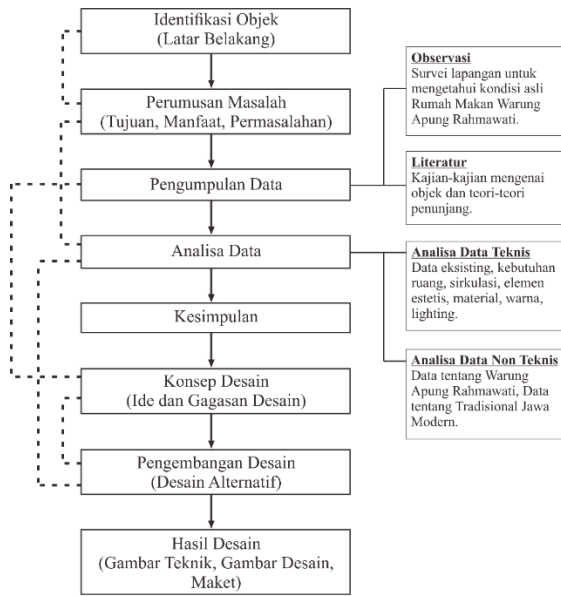 Identifikasi Objek
(Latar Belakang)
Perumusan Masalah
(Tujuan, Manfaat, Permasalahan)
Pengumpulan Data
Analisa Data
Kesimpulan
Konsep Desain
(Ide dan Gagasan Desain)
Pengembangan Desain
(Desain Alternatif)
Hasil Desain
(Gambar Teknik, Gambar Desain,
Maket)
Observasi
Survei lapangan untuk
mengetahui kondisi asli
Rumah Makan Warung
Apung Rahmawati.
Literatur
Kajian-kajian mengenai
objek dan teori-teori
penunjang.
Analisa Data Teknis
Data eksisting, kebutuhan
ruang, sirkulasi, elemen
estetis, material, warna,
lighting.
Analisa Data Non Teknis
Data tentang Warung
Apung Rahmawati, Data
tentang Tradisional Jawa
Modern.